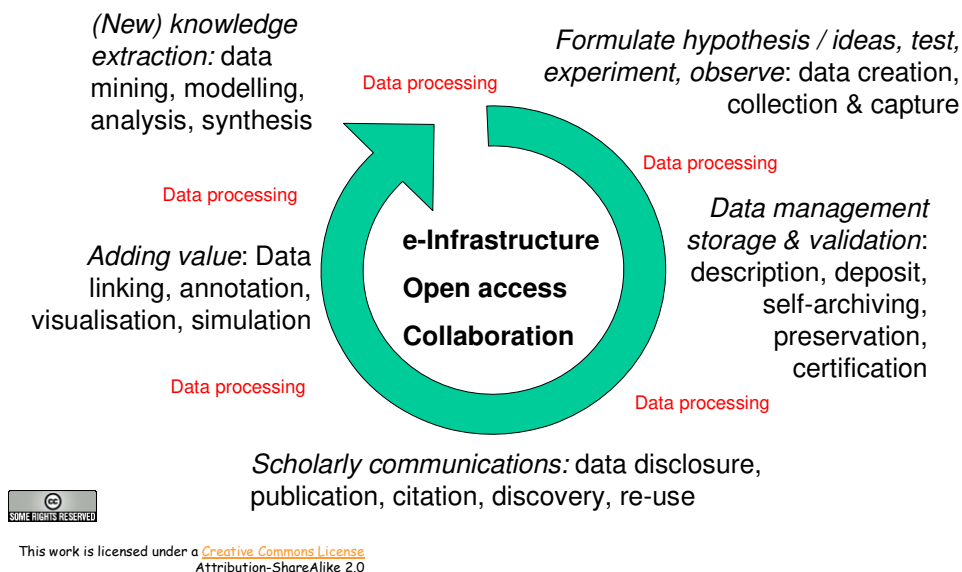 (New) knowledge
extraction: data
mining, modelling,
analysis, synthesis
Data processing
Formulate hypothesis / ideas, test,
experiment, observe: data creation,
collection & capture
Data processing
Data management
storage & validation:
description, deposit,
self-archiving,
preservation,
certification
Data processing
Scholarly communications: data disclosure,
publication, citation, discovery, re-use
Data processing
Adding value: Data
linking, annotation,
visualisation, simulation
Data processing
e-Infrastructure
Open access
Collaboration
cc
SOME RIGHTS RESERVED
This work is licensed under a Creative Commons License
Attribution-ShareAlike 2.0